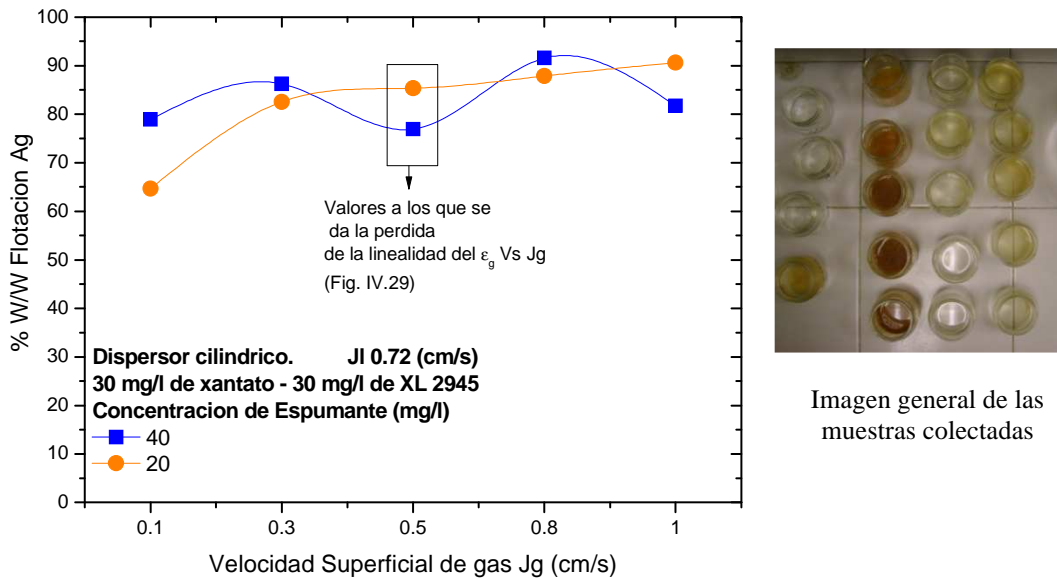 100
90
80
70
60
50
40
30
20
10
0
% W/W Flotacion Ag
Valores a los que se
da la perdida
de la linealidad del εg Vs Jg
(Fig. IV.29)
Dispersor cilindrico. Jl 0.72 (cm/s)
30 mg/l de xantato - 30 mg/l de XL 2945
Concentracion de Espumante (mg/l)
40
20
0.1 0.3 0.5 0.8 1
Velocidad Superficial de gas Jg (cm/s)
Imagen general de las
muestras colectadas